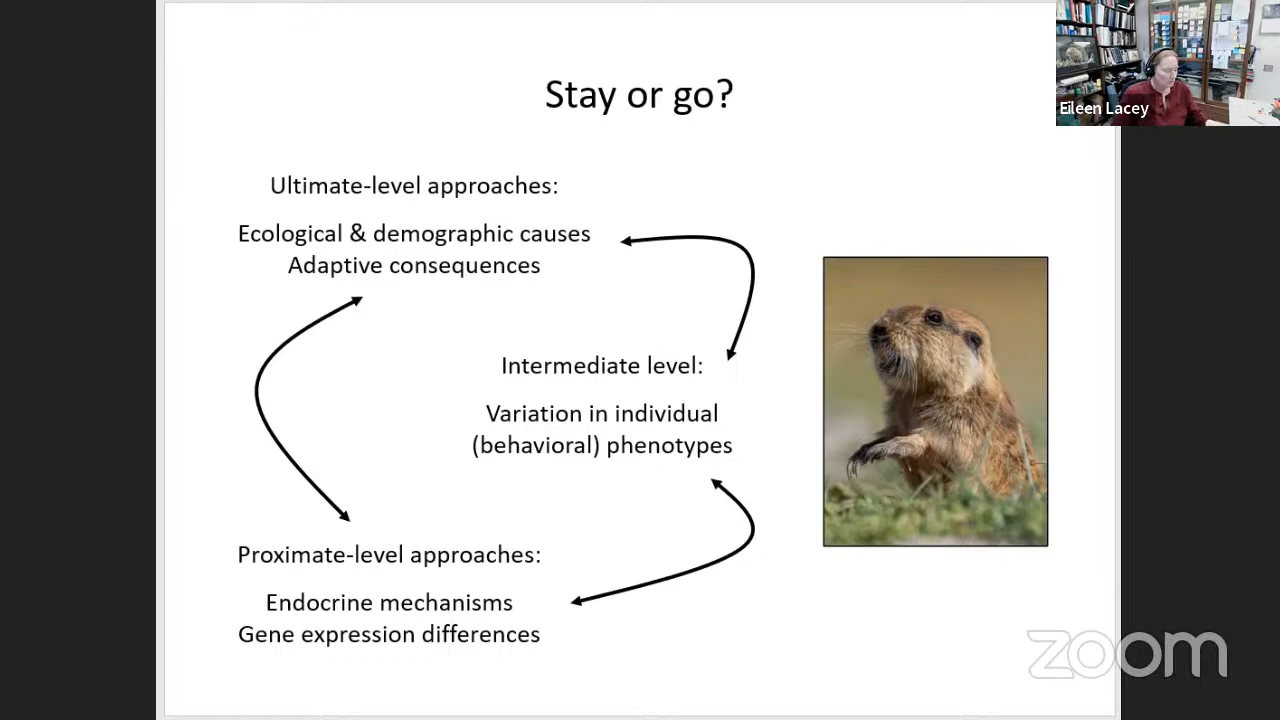 Stay or go?
Eileen Lacey
Ultimate-level approaches:
Ecological & demographic causes
Adaptive consequences
Intermediate level:
Variation in individual
(behavioral) phenotypes
Proximate-level approaches:
Endocrine mechanisms
Gene expression differences
zoom